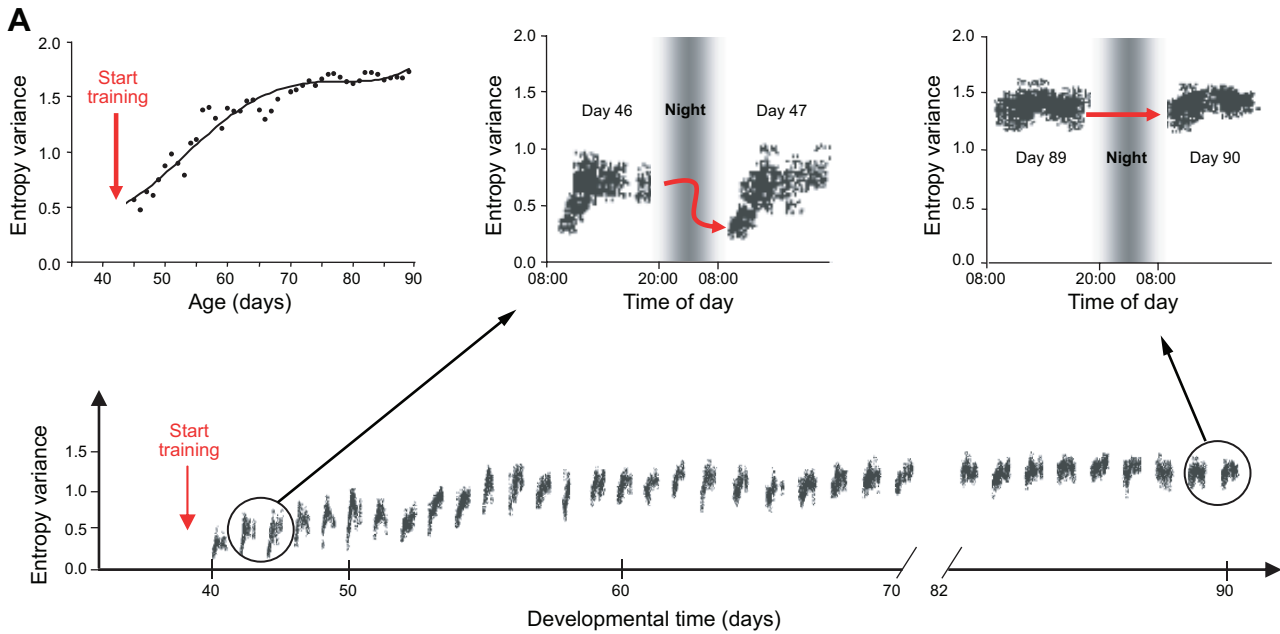 A
2.0
1.5
1.0
0.5
0.0
Entropy variance
Start
training
40
50
60
70
80
90
Age (days)
2.0
1.5
1.0
0.5
0.0
Entropy variance
Day 46
Night
Day 47
08:00
20:00
08:00
Time of day
2.0
1.5
1.0
0.5
0.0
Entropy variance
Day 89
Night
Day 90
08:00
20:00
08:00
Time of day
Entropy variance
1.5
1.0
0.5
0.0
Start
training
40
50
60
70
82
90
Developmental time (days)